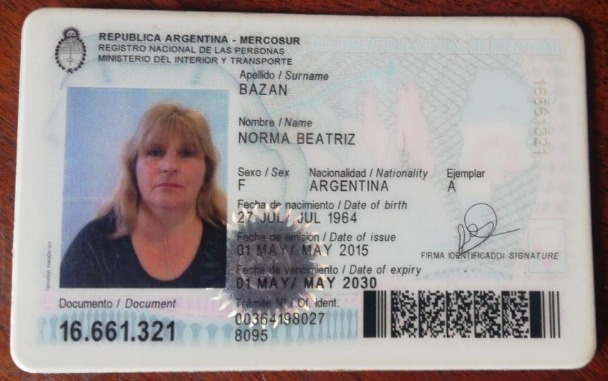 REPUBLICA ARGENTINA - MERCOSUR
REGISTRO NACIONAL DE LAS PERSONAS
MINISTERIO DEL INTERIOR Y TRANSPORTE
Apellido / Surname
BAZAN
Nombre / Name
NORMA BEATRIZ
Sexo / Sex Nacionalidad / Nationality Ejemplar
F ARGENTINA A
Fecha de nacimiento / Date of birth
27 JUL/ JUL 1964
Fecha de emisión / Date of issue
01 MAY/ MAY 2015
FIRMA IDENTIFICADO/ SIGNATURE
Fecha de vencimiento / Date of expiry
01 MAY/ MAY 2030
Documento / Document
16.661.321
Trámite Nº / Of. Ident.
00364198027
8095
16661321